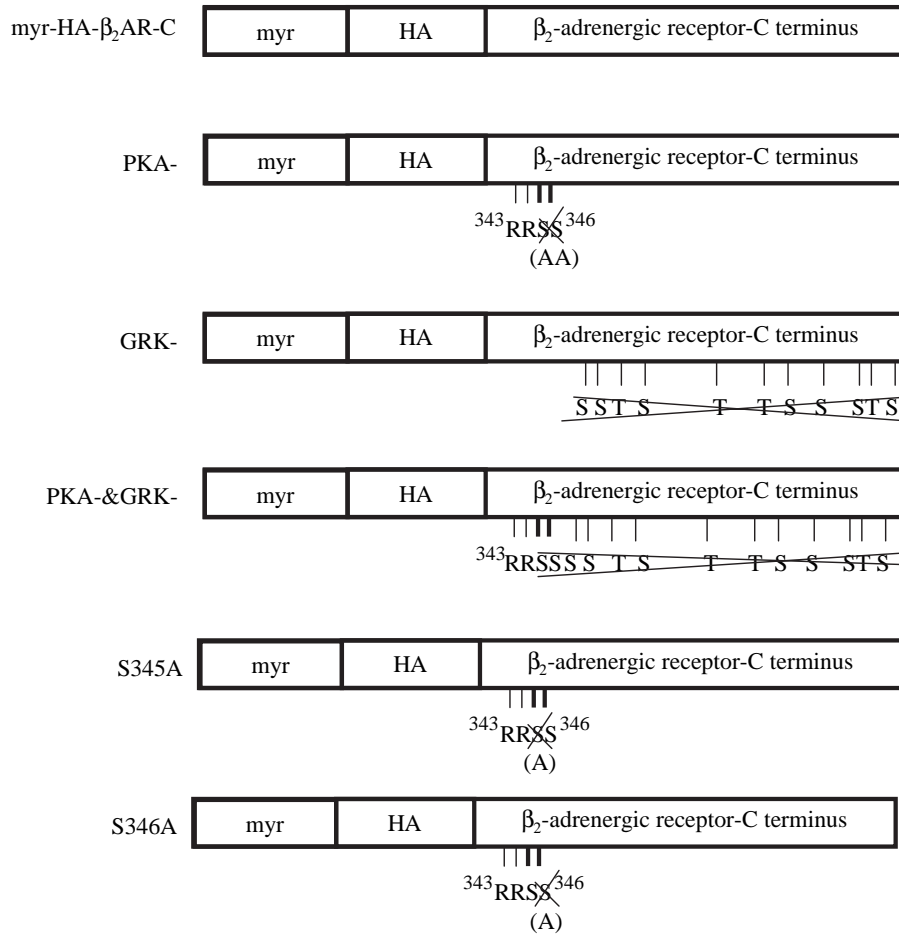 myr-HA-β₂AR-C myr HA β₂-adrenergic receptor-C terminus
PKA- myr HA β₂-adrenergic receptor-C terminus
³⁴³RRSS³⁴⁶
(AA)
GRK- myr HA β₂-adrenergic receptor-C terminus
S S T S T T S S S T S
PKA-&GRK- myr HA β₂-adrenergic receptor-C terminus
³⁴³RRSSSS T S T T S S S T S
S345A myr HA β₂-adrenergic receptor-C terminus
³⁴³RRSS³⁴⁶
(A)
S346A myr HA β₂-adrenergic receptor-C terminus
³⁴³RRSS³⁴⁶
(A)